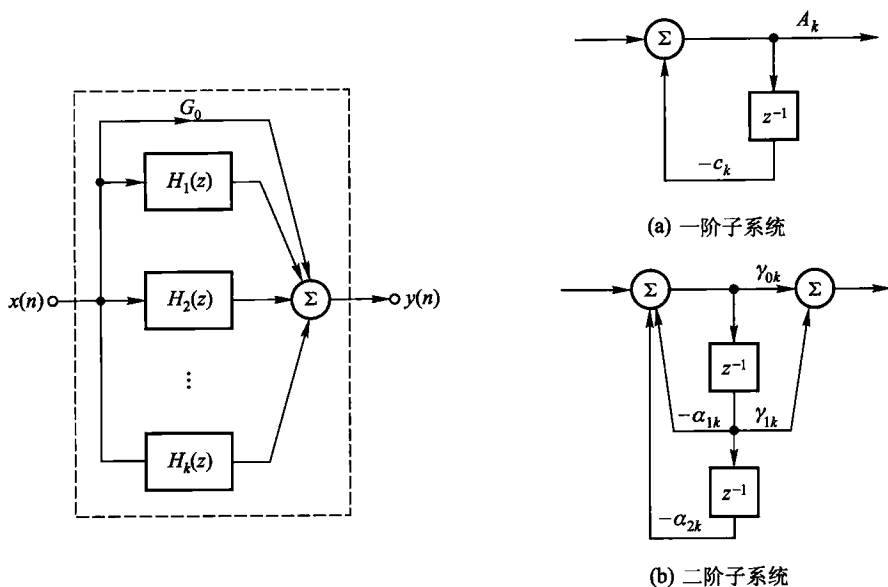 G₀
H₁(z)
x(n)
H₂(z)
Σ
y(n)
⋮
Hₖ(z)
Σ
Aₖ
z⁻¹
−cₖ
(a) 一阶子系统
Σ
γ₀ₖ
Σ
z⁻¹
−α₁ₖ
γ₁ₖ
z⁻¹
−α₂ₖ
(b) 二阶子系统